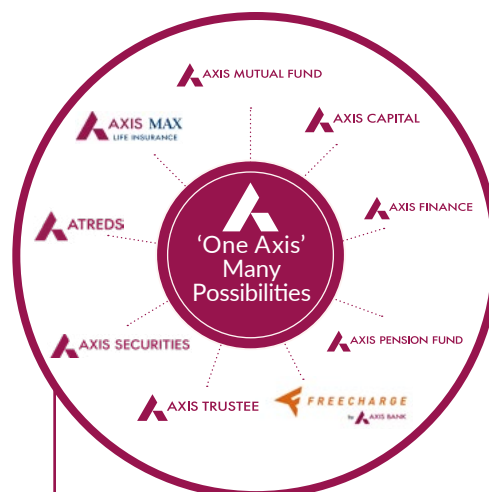 AXIS MUTUAL FUND
AXIS CAPITAL
AXIS MAX
LIFE INSURANCE
AXIS FINANCE
ATREDS
‘One Axis’
Many
Possibilities
AXIS PENSION FUND
AXIS SECURITIES
FREECHARGE
by AXIS BANK
AXIS TRUSTEE